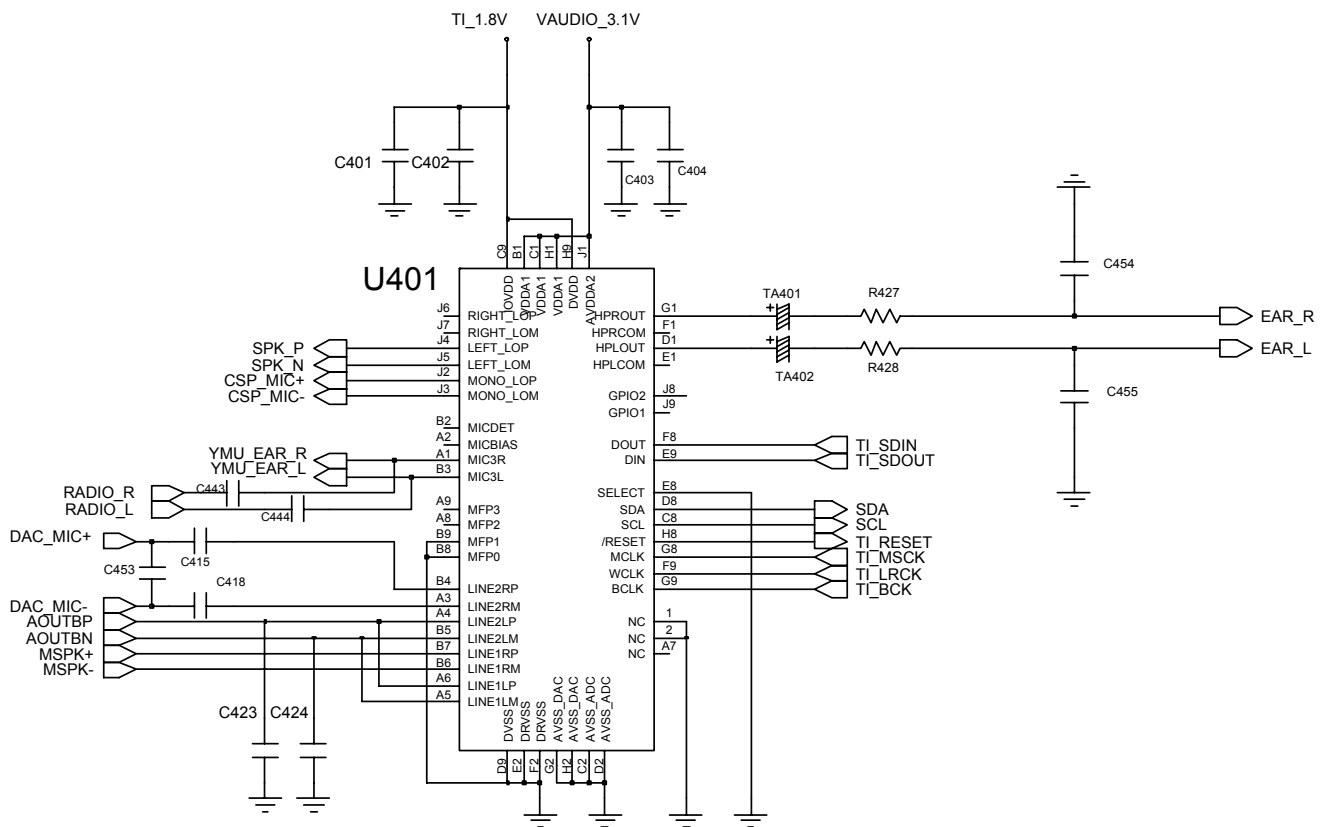 TI_1.8V VAUDIO_3.1V
C401 C402 C403 C404
C9 B1 C1 H1 H9 J1
U401
OVDD VDDA1 VDDA1 VDDA1 DVDD AVDDA2
C454
TA401 R427
J6 RIGHT_LOP HPROUT G1 + EAR_R
J7 RIGHT_LOM HPRCOM F1
SPK_P J4 LEFT_LOP HPLOUT D1 + EAR_L
SPK_N J5 LEFT_LOM HPLCOM E1
TA402 R428
CSP_MIC+ J2 MONO_LOP
CSP_MIC- J3 MONO_LOM
GPIO2 J8
GPIO1 J9
C455
B2 MICDET
A2 MICBIAS DOUT F8 TI_SDIN
YMU_EAR_R A1 MIC3R DIN E9 TI_SDOUT
YMU_EAR_L B3 MIC3L
RADIO_R C443 SELECT E8
RADIO_L C444 A9 MFP3 SDA D8 SDA
A8 MFP2 SCL C8 SCL
DAC_MIC+ C415 B9 MFP1 /RESET H8 TI_RESET
B8 MFP0 MCLK G8 TI_MSCK
C453 WCLK F9 TI_LRCK
C418 B4 LINE2RP BCLK G9 TI_BCK
DAC_MIC- A3 LINE2RM
AOUTBP A4 LINE2LP NC 1
AOUTBN B5 LINE2LM NC 2
MSPK+ B7 LINE1RP NC A7
MSPK- B6 LINE1RM
A6 LINE1LP
A5 LINE1LM
C423 C424
DVSS DRVSS DRVSS AVSS_DAC AVSS_DAC AVSS_ADC AVSS_ADC
D9 E2 F2 G2 H2 C2 D2